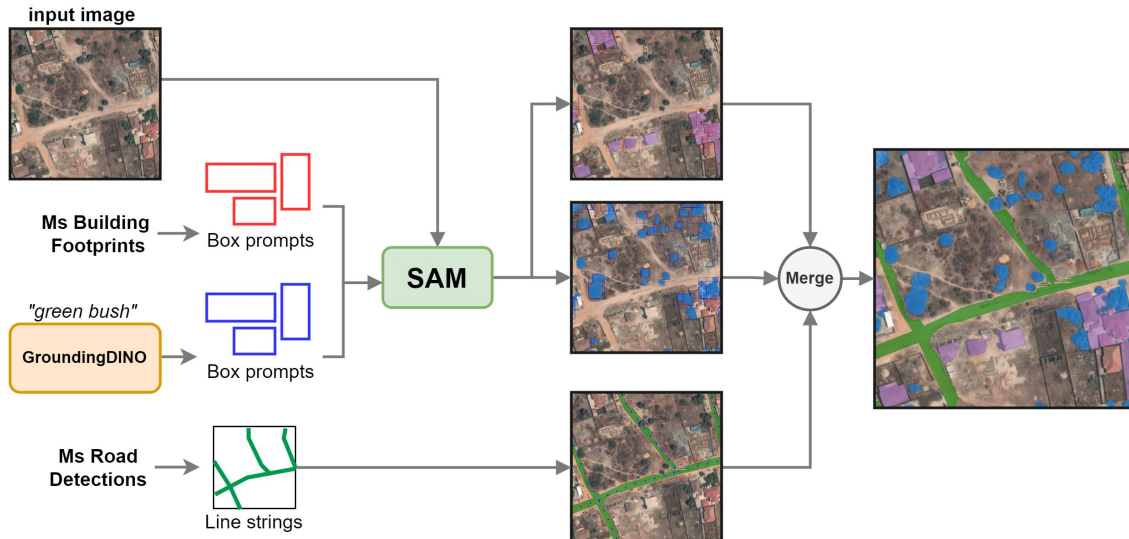 input image
Ms Building
Footprints
Box prompts
SAM
"green bush"
GroundingDINO
Box prompts
Merge
Ms Road
Detections
Line strings